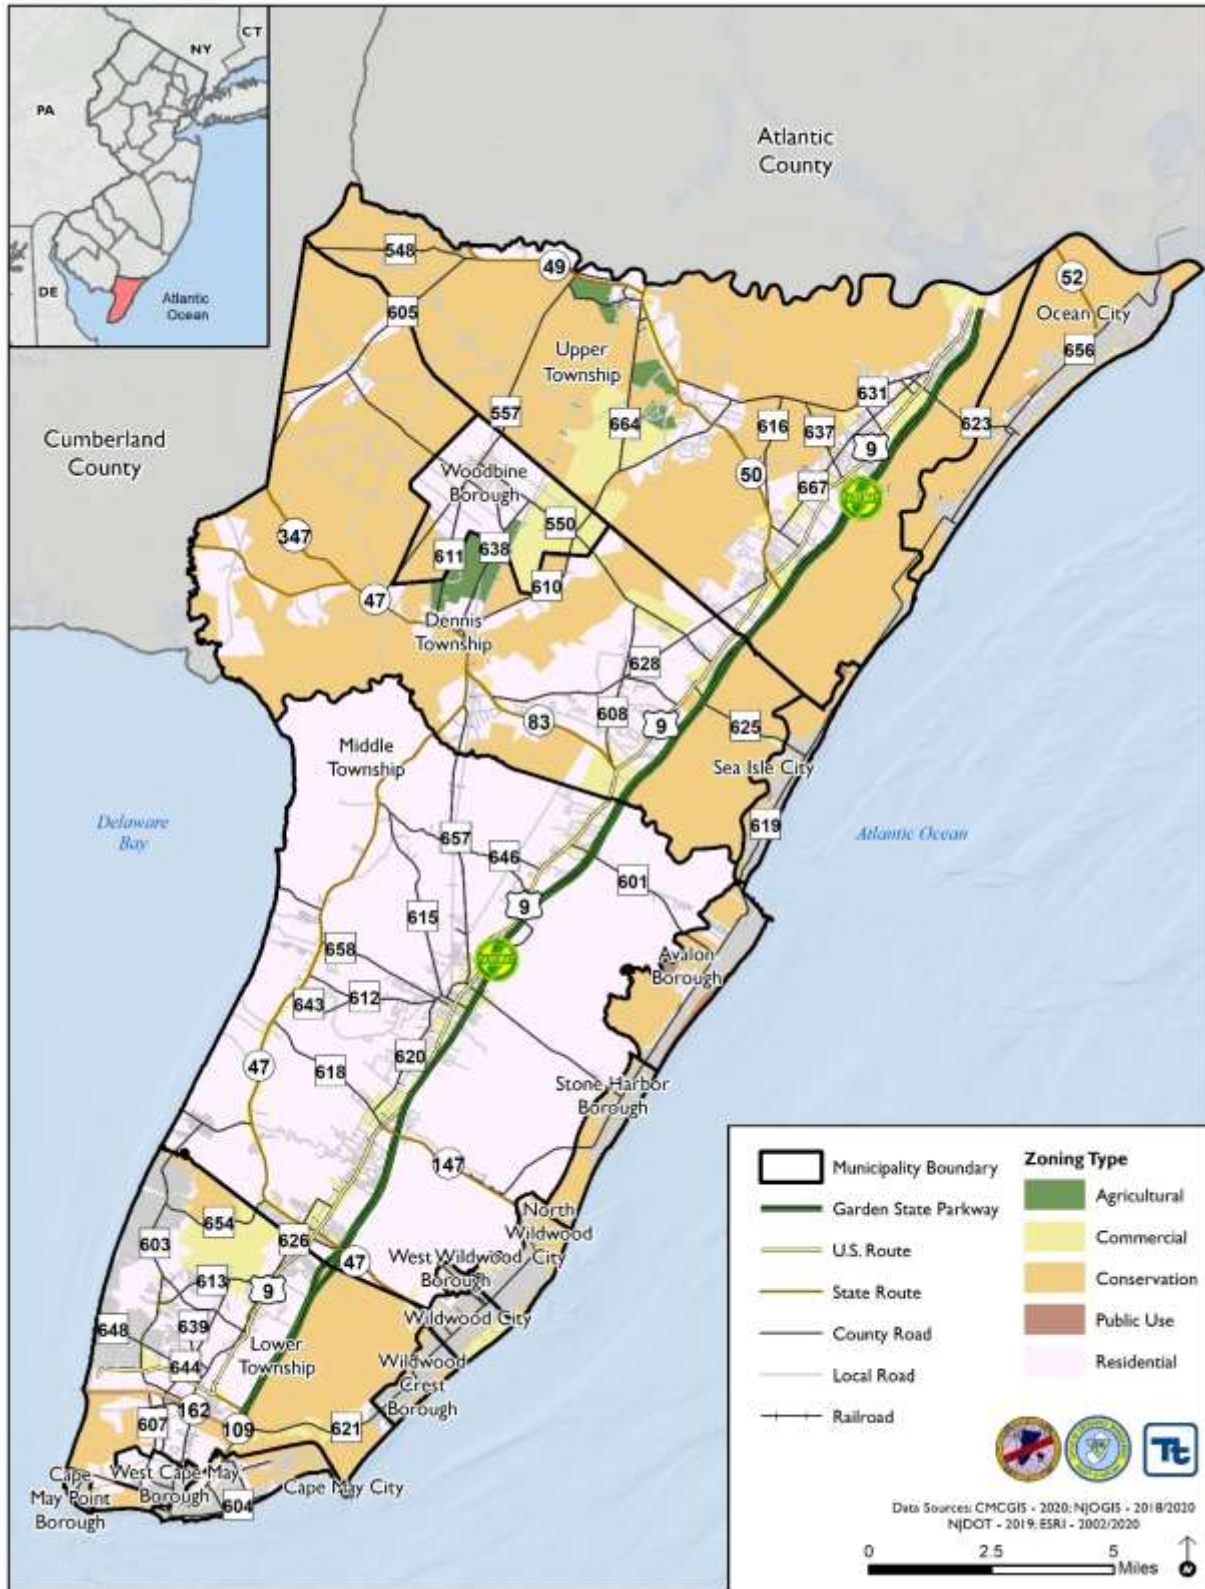 NY
CT
PA
DE
Atlantic
Ocean
Atlantic
County
548
49
52
605
Ocean City
656
Upper
Township
631
557
664
616
637
623
9
Cumberland
County
50
Woodbine
Borough
667
550
347
611
638
610
47
Dennis
Township
628
608
9
83
625
Middle
Township
Sea Isle City
Delaware
Bay
619
Atlantic Ocean
657
646
601
9
615
658
Avalon
Borough
643
612
620
47
618
Stone Harbor
Borough
147
North
Wildwood
City
654
603
626
47
West Wildwood
Borough
613
9
Wildwood City
648
639
Lower
Township
644
Wildwood
Crest
Borough
162
607
109
621
Cape
May Point
Borough
West Cape May
Borough
Cape May City
604
Municipality Boundary
Garden State Parkway
U.S. Route
State Route
County Road
Local Road
Railroad
Zoning Type
Agricultural
Commercial
Conservation
Public Use
Residential
Tt
Data Sources: CMCGIS - 2020; NJOGIS - 2018/2020
NJDOT - 2019; ESRI - 2002/2020
0 2.5 5
Miles
N